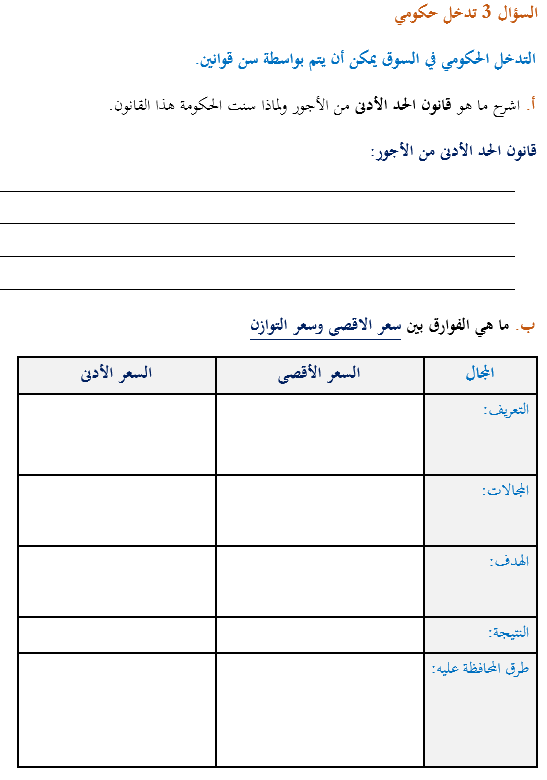 السؤال 3 تدخل حكومي
التدخل الحكومي في السوق يمكن أن يتم بواسطة سن قوانين.
أ. اشرح ما هو قانون الحد الأدنى من الأجور ولماذا سنت الحكومة هذا القانون.
قانون الحد الأدنى من الأجور:
ب. ما هي الفوارق بين سعر الاقصى وسعر التوازن
المجال السعر الأقصى السعر الأدنى
التعريف:
المجالات:
الهدف:
النتيجة:
طرق المحافظة عليه: